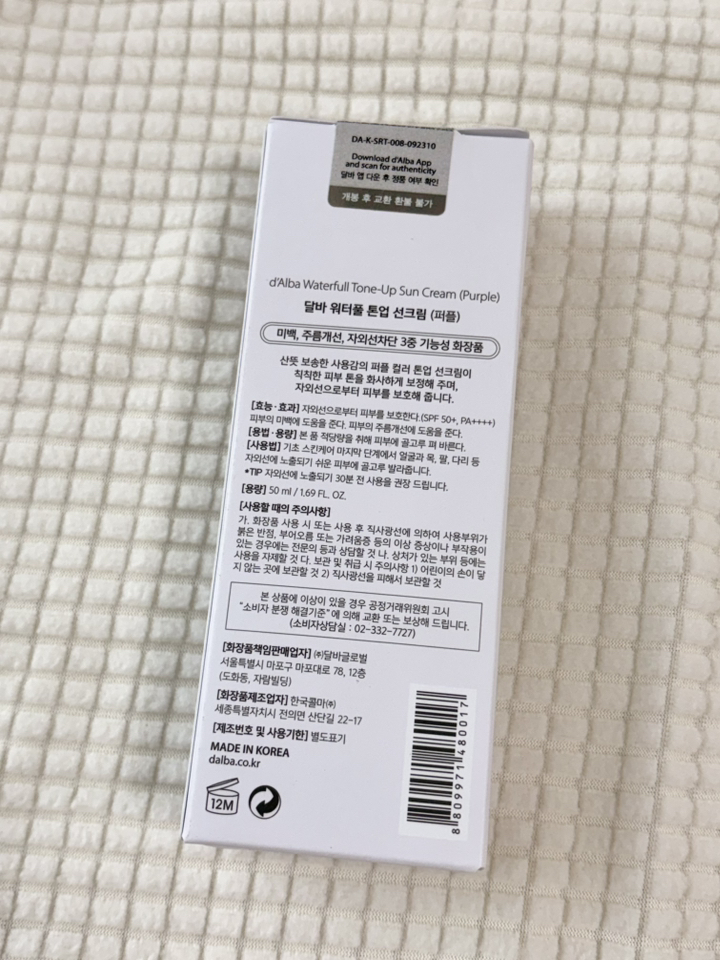 DA-K-SRT-008-092310
Download d'Alba App
and scan for authenticity
달바 앱 다운 후 정품 여부 확인
개봉 후 교환 환불 불가
d'Alba Waterfull Tone-Up Sun Cream (Purple)
달바 워터풀 톤업 선크림 (퍼플)
미백, 주름개선, 자외선차단 3중 기능성 화장품
산뜻 보송한 사용감의 퍼플 컬러 톤업 선크림이
칙칙한 피부 톤을 화사하게 보정해 주며,
자외선으로부터 피부를 보호해 줍니다.
[효능·효과] 자외선으로부터 피부를 보호한다.(SPF 50+, PA++++)
피부의 미백에 도움을 준다. 피부의 주름개선에 도움을 준다.
[용법·용량] 본 품 적당량을 취해 피부에 골고루 펴 바른다.
[사용법] 기초 스킨케어 마지막 단계에서 얼굴과 목, 팔, 다리 등
자외선에 노출되기 쉬운 피부에 골고루 발라줍니다.
*TIP 자외선에 노출되기 30분 전 사용을 권장 드립니다.
[용량] 50 ml / 1.69 FL. OZ.
[사용할 때의 주의사항]
가. 화장품 사용 시 또는 사용 후 직사광선에 의하여 사용부위가
붉은 반점, 부어오름 또는 가려움증 등의 이상 증상이나 부작용이
있는 경우에는 전문의 등과 상담할 것 나. 상처가 있는 부위 등에는
사용을 자제할 것 다. 보관 및 취급 시 주의사항 1) 어린이의 손이 닿
지 않는 곳에 보관할 것 2) 직사광선을 피해서 보관할 것
본 상품에 이상이 있을 경우 공정거래위원회 고시
"소비자 분쟁 해결기준"에 의해 교환 또는 보상해 드립니다.
(소비자상담실 : 02-332-7727)
[화장품책임판매업자] ㈜달바글로벌
서울특별시 마포구 마포대로 78, 12층
(도화동, 자람빌딩)
[화장품제조업자] 한국콜마㈜
세종특별자치시 전의면 산단길 22-17
[제조번호 및 사용기한] 별도표기
MADE IN KOREA
dalba.co.kr
12M
8 809971 480017